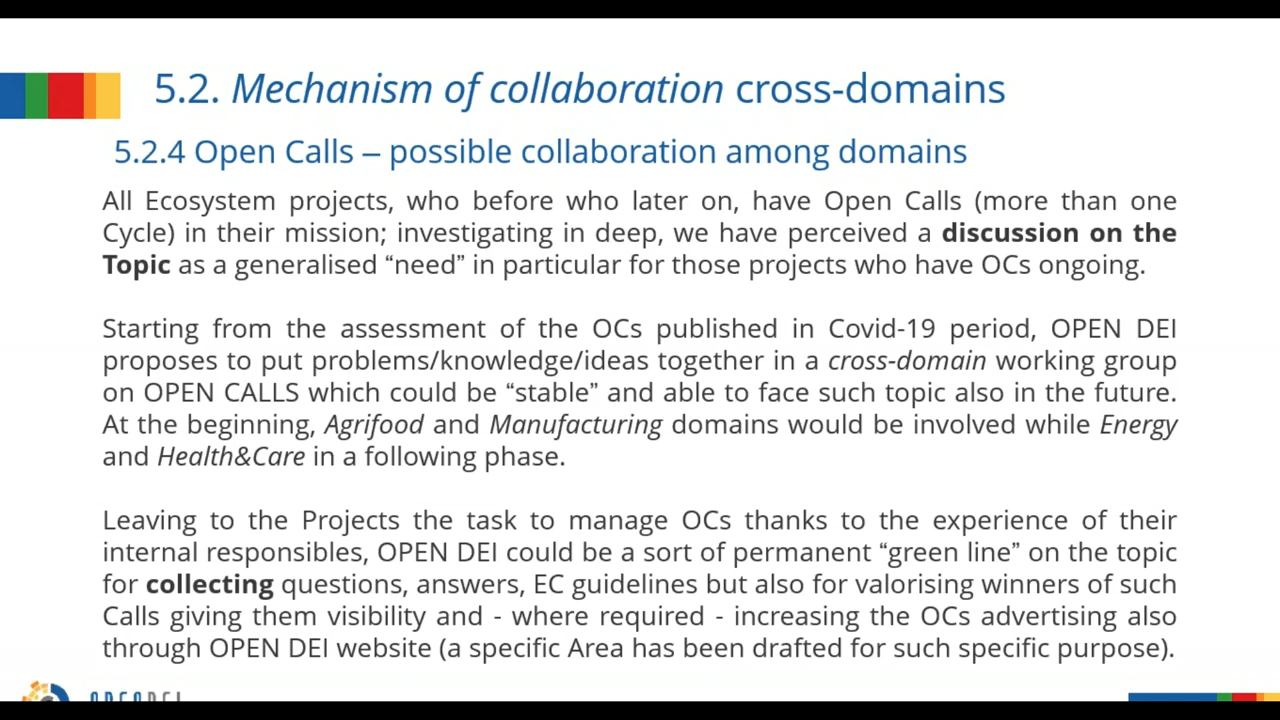 5.2. Mechanism of collaboration cross-domains
5.2.4 Open Calls – possible collaboration among domains
All Ecosystem projects, who before who later on, have Open Calls (more than one
Cycle) in their mission; investigating in deep, we have perceived a discussion on the
Topic as a generalised “need” in particular for those projects who have OCs ongoing.
Starting from the assessment of the OCs published in Covid-19 period, OPEN DEI
proposes to put problems/knowledge/ideas together in a cross-domain working group
on OPEN CALLS which could be “stable” and able to face such topic also in the future.
At the beginning, Agrifood and Manufacturing domains would be involved while Energy
and Health&Care in a following phase.
Leaving to the Projects the task to manage OCs thanks to the experience of their
internal responsibles, OPEN DEI could be a sort of permanent “green line” on the topic
for collecting questions, answers, EC guidelines but also for valorising winners of such
Calls giving them visibility and - where required - increasing the OCs advertising also
through OPEN DEI website (a specific Area has been drafted for such specific purpose).